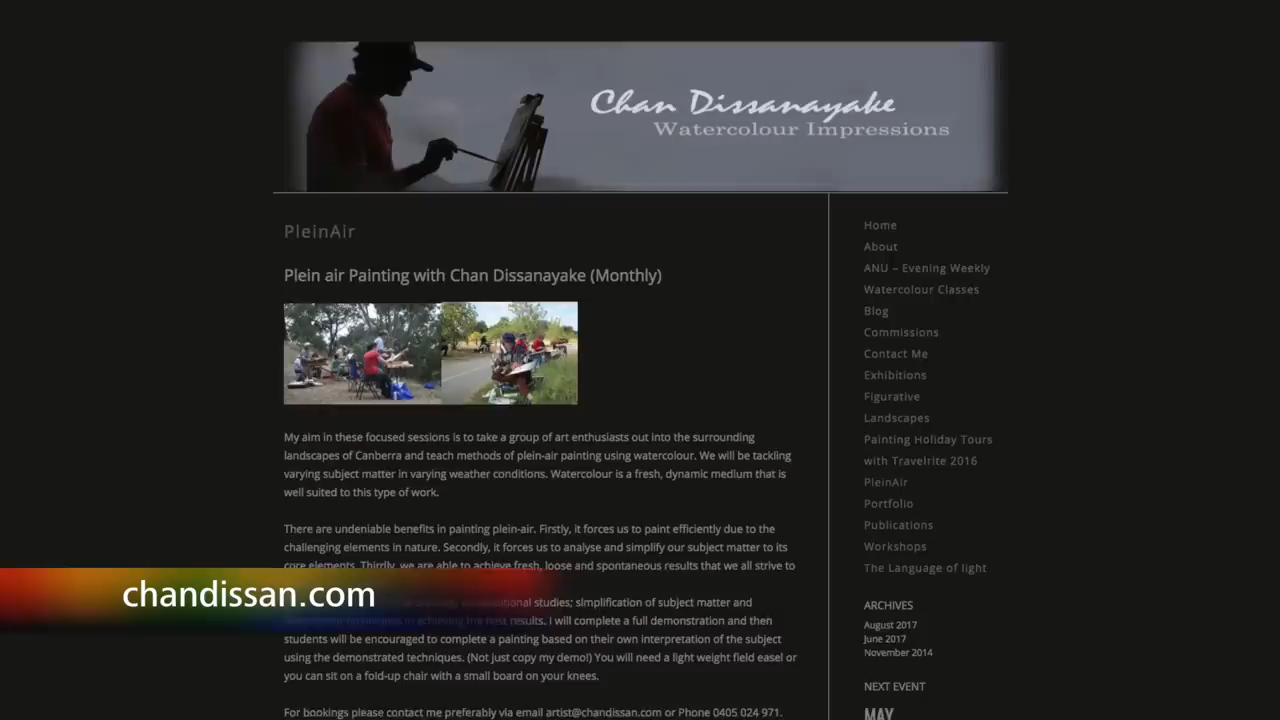 Chan Dissanayake
Watercolour Impressions
PleinAir
Plein air Painting with Chan Dissanayake (Monthly)
My aim in these focused sessions is to take a group of art enthusiasts out into the surrounding
landscapes of Canberra and teach methods of plein-air painting using watercolour. We will be tackling
varying subject matter in varying weather conditions. Watercolour is a fresh, dynamic medium that is
well suited to this type of work.
There are undeniable benefits in painting plein-air. Firstly, it forces us to paint efficiently due to the
challenging elements in nature. Secondly, it forces us to analyse and simplify our subject matter to its
core elements. Thirdly, we are able to achieve fresh, loose and spontaneous results that we all strive to
studies; simplification of subject matter and
in achieving the best results. I will complete a full demonstration and then
students will be encouraged to complete a painting based on their own interpretation of the subject
using the demonstrated techniques. (Not just copy my demo!) You will need a light weight field easel or
you can sit on a fold-up chair with a small board on your knees.
For bookings please contact me preferably via email artist@chandissan.com or Phone 0405 024 971.
chandissan.com
Home
About
ANU – Evening Weekly
Watercolour Classes
Blog
Commissions
Contact Me
Exhibitions
Figurative
Landscapes
Painting Holiday Tours
with Travelrite 2016
PleinAir
Portfolio
Publications
Workshops
The Language of light
ARCHIVES
August 2017
June 2017
November 2014
NEXT EVENT
MAY